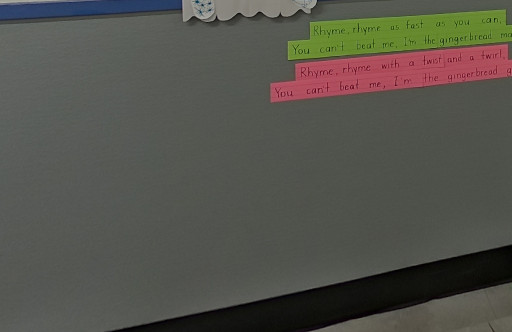 Rhyme, rhyme as fast as you can,
You can't beat me, I'm the gingerbread
Rhyme, rhyme with a twist and a twirl,
You can't beat me, I'm the gingerbread